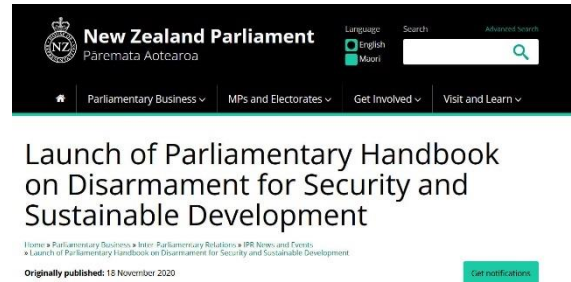 New Zealand Parliament
Pāremata Aotearoa
NZ
Language
English
Maori
Search
Advanced Search
Parliamentary Business
MPs and Electorates
Get Involved
Visit and Learn
Launch of Parliamentary Handbook
on Disarmament for Security and
Sustainable Development
Home » Parliamentary Business » Inter-Parliamentary Relations » IPR News and Events
» Launch of Parliamentary Handbook on Disarmament for Security and Sustainable Development
Originally published: 18 November 2020
Get notifications